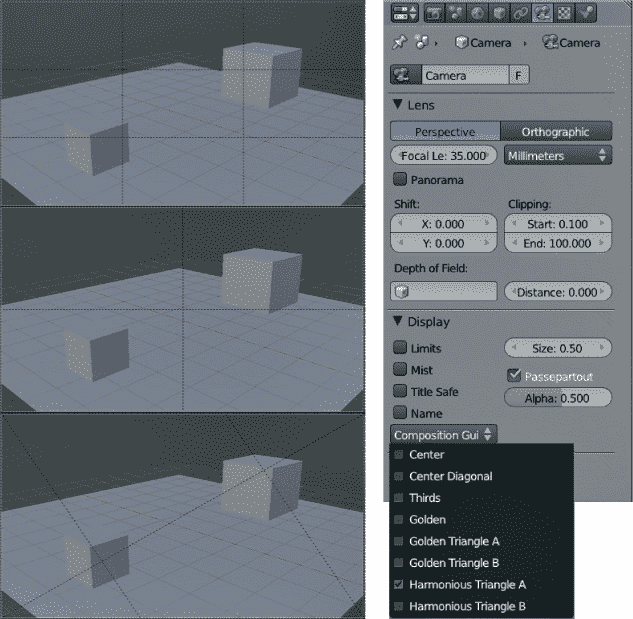 Camera Camera
Camera F
Lens
Perspective Orthographic
Focal Le: 35.000 Millimeters
Panorama
Shift: Clipping:
X: 0.000 Start: 0.100
Y: 0.000 End: 100.000
Depth of Field:
Distance: 0.000
Display
Limits Size: 0.50
Mist Passepartout
Title Safe Alpha: 0.500
Name
Composition Gui
Center
Center Diagonal
Thirds
Golden
Golden Triangle A
Golden Triangle B
Harmonious Triangle A
Harmonious Triangle B